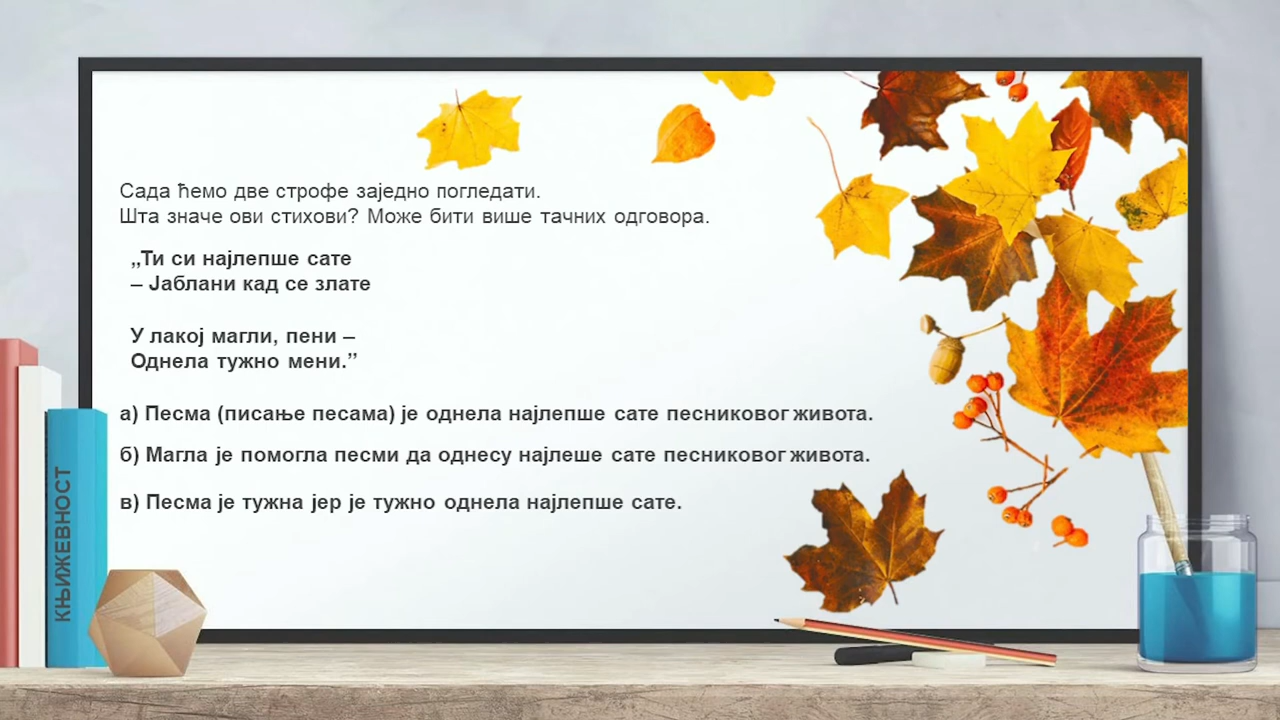 Сада ћемо две строфе заједно погледати.
Шта значе ови стихови? Може бити више тачних одговора.
„Ти си најлепше сате
– Јаблани кад се злате
У лакој магли, пени –
Однела тужно мени.”
а) Песма (писање песама) је однела најлепше сате песниковог живота.
б) Магла је помогла песми да однесу најлеше сате песниковог живота.
в) Песма је тужна јер је тужно однела најлепше сате.
КЊИЖЕВНОСТ